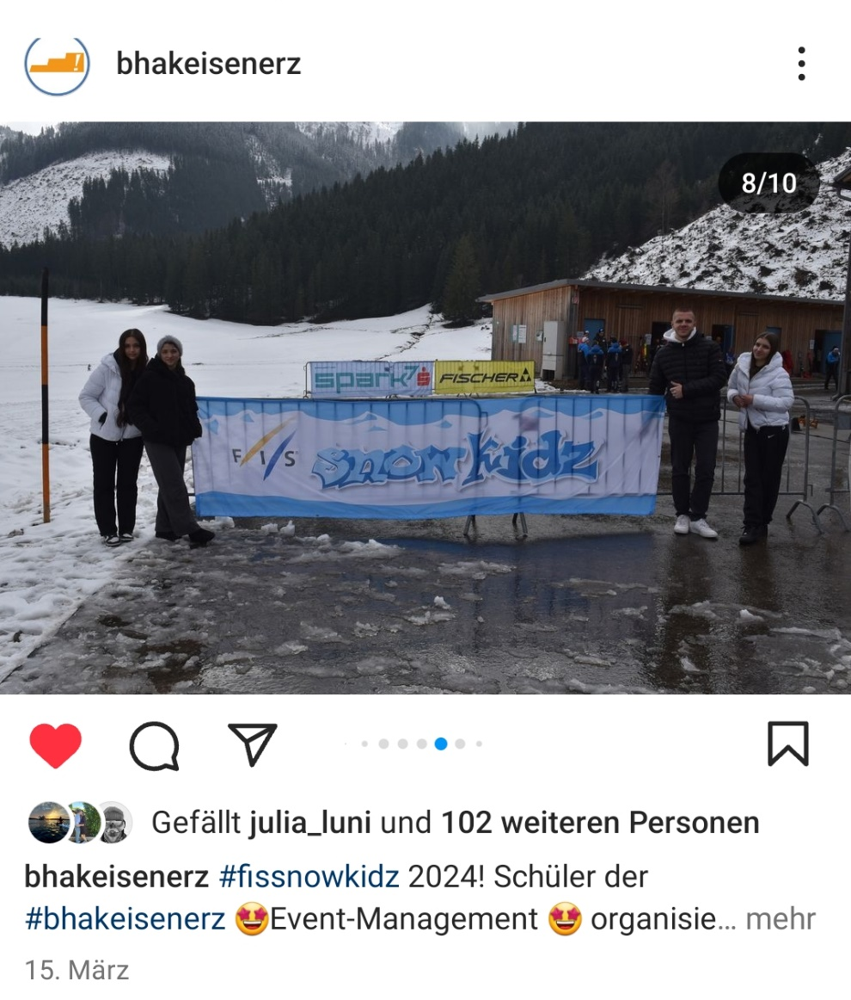 bhakeisenerz
8/10
spark7
FISCHER
FIS
snowkidz
Gefällt julia_luni und 102 weiteren Personen
bhakeisenerz #fissnowkidz 2024! Schüler der
#bhakeisenerz 🤩Event-Management 🤩 organisie... mehr
15. März